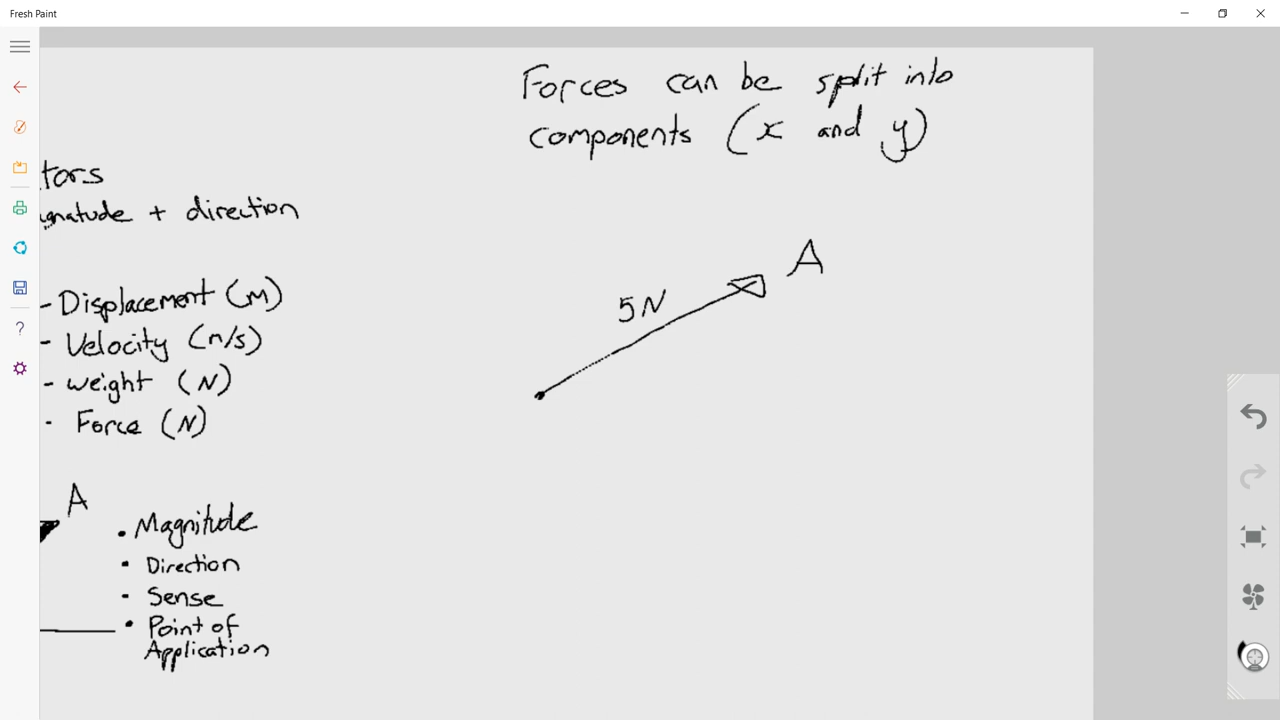 Fresh Paint
Forces can be split into
components (x and y)
tors
gnatude + direction
- Displacement (m)
- Velocity (m/s)
- weight (N)
- Force (N)
5N
A
A
• Magnitude
• Direction
- Sense
• Point of
Application
?